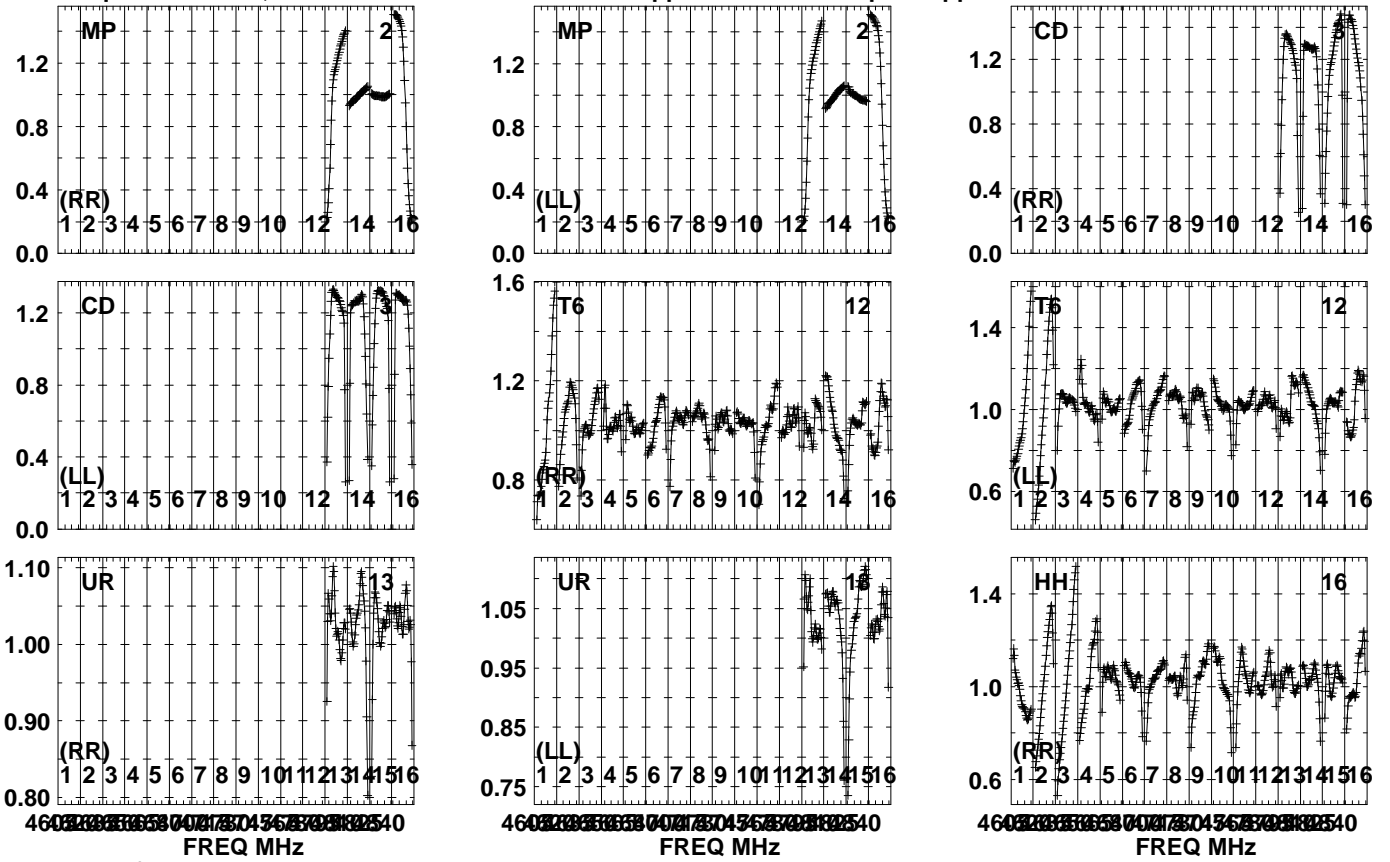 MP 2
1.2
0.8
0.4
0.0
(RR)
1 2 3 4 5 6 7 8 9 10 12 14 16
MP 2
1.2
0.8
0.4
0.0
(LL)
1 2 3 4 5 6 7 8 9 10 12 14 16
CD 3
1.2
0.8
0.4
0.0
(RR)
1 2 3 4 5 6 7 8 9 10 12 14 16
CD 3
1.2
0.8
0.4
0.0
(LL)
1 2 3 4 5 6 7 8 9 10 12 14 16
T6 12
1.6
1.2
0.8
(RR)
1 2 3 4 5 6 7 8 9 10 12 14 16
T6 12
1.4
1.0
0.6
(LL)
1 2 3 4 5 6 7 8 9 10 12 14 16
UR 13
1.10
1.00
0.90
0.80
(RR)
1 2 3 4 5 6 7 8 9 10 11 12 13 14 15 16
UR
1.05
0.95
0.85
0.75
(LL)
1 2 3 4 5 6 7 8 9 10 11 12 13 14 15 16
HH 16
1.4
1.0
0.6
(RR)
1 2 3 4 5 6 7 8 9 10 11 12 13 14 15 16
FREQ MHz
FREQ MHz
FREQ MHz